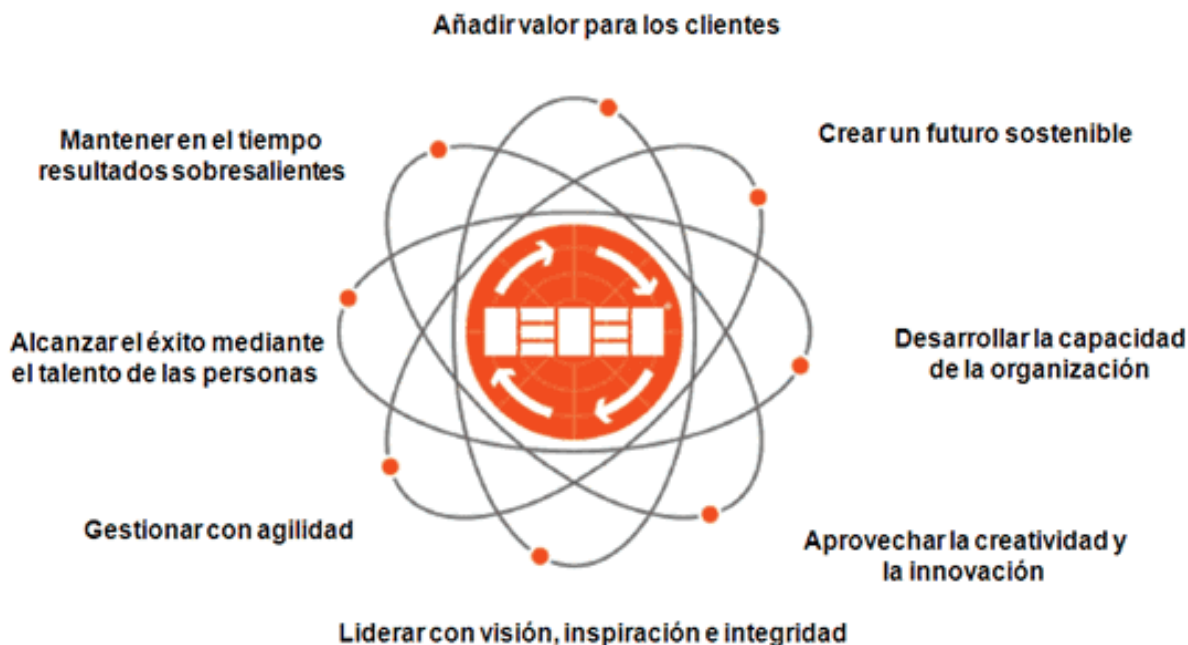 Añadir valor para los clientes
Mantener en el tiempo
resultados sobresalientes
Crear un futuro sostenible
Alcanzar el éxito mediante
el talento de las personas
Desarrollar la capacidad
de la organización
Gestionar con agilidad
Aprovechar la creatividad y
la innovación
Liderar con visión, inspiración e integridad